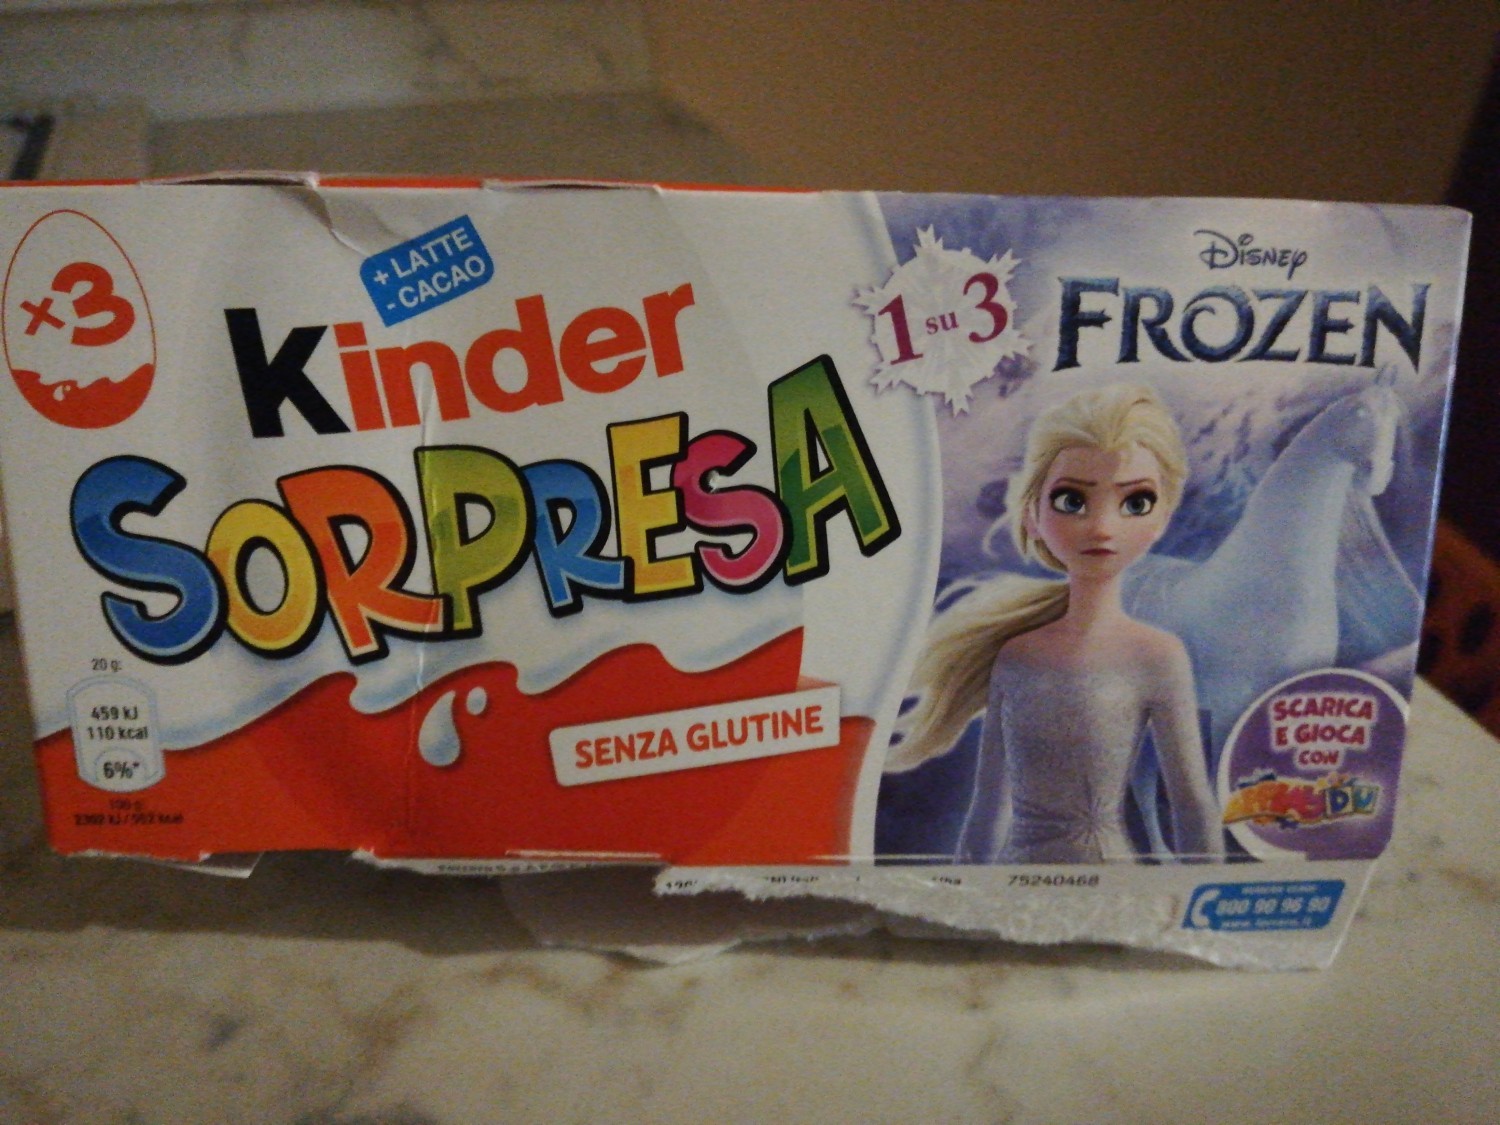 x3
+ LATTE
- CACAO
Kinder
SORPRESA
1 su 3
DISNEY
FROZEN
20 g:
459 kJ
110 kcal
6%*
SENZA GLUTINE
SCARICA
E GIOCA
CON
75240468
800 90 96 90